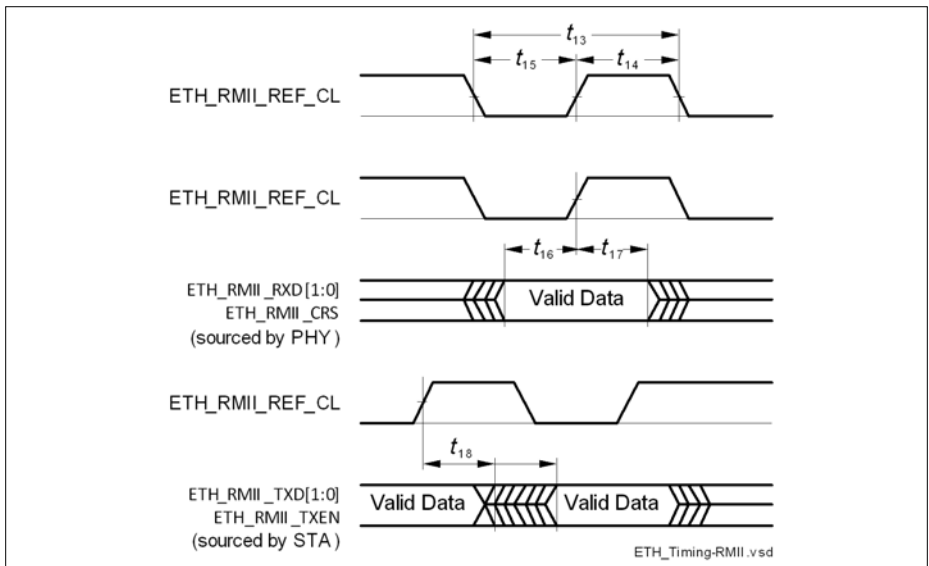 t13
t15 t14
ETH_RMII_REF_CL
ETH_RMII_REF_CL
t16 t17
ETH_RMII_RXD[1:0]
ETH_RMII_CRS
(sourced by PHY)
Valid Data
ETH_RMII_REF_CL
t18
ETH_RMII_TXD[1:0]
ETH_RMII_TXEN
(sourced by STA)
Valid Data Valid Data
ETH_Timing-RMII.vsd